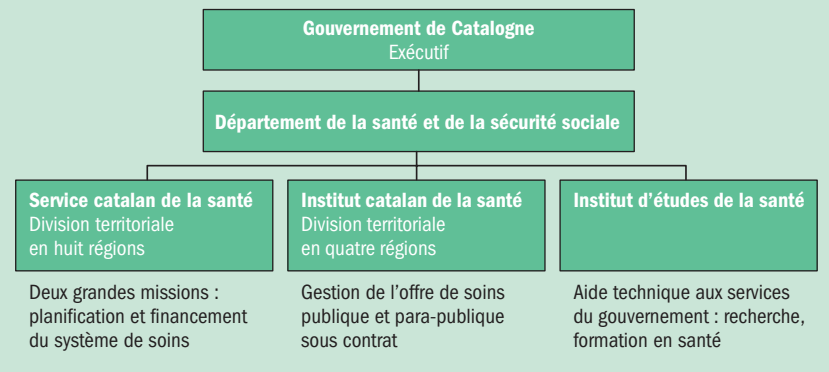 Gouvernement de Catalogne
Exécutif
Département de la santé et de la sécurité sociale
Service catalan de la santé
Division territoriale
en huit régions
Institut catalan de la santé
Division territoriale
en quatre régions
Institut d'études de la santé
Deux grandes missions :
planification et financement
du système de soins
Gestion de l'offre de soins
publique et para-publique
sous contrat
Aide technique aux services
du gouvernement : recherche,
formation en santé